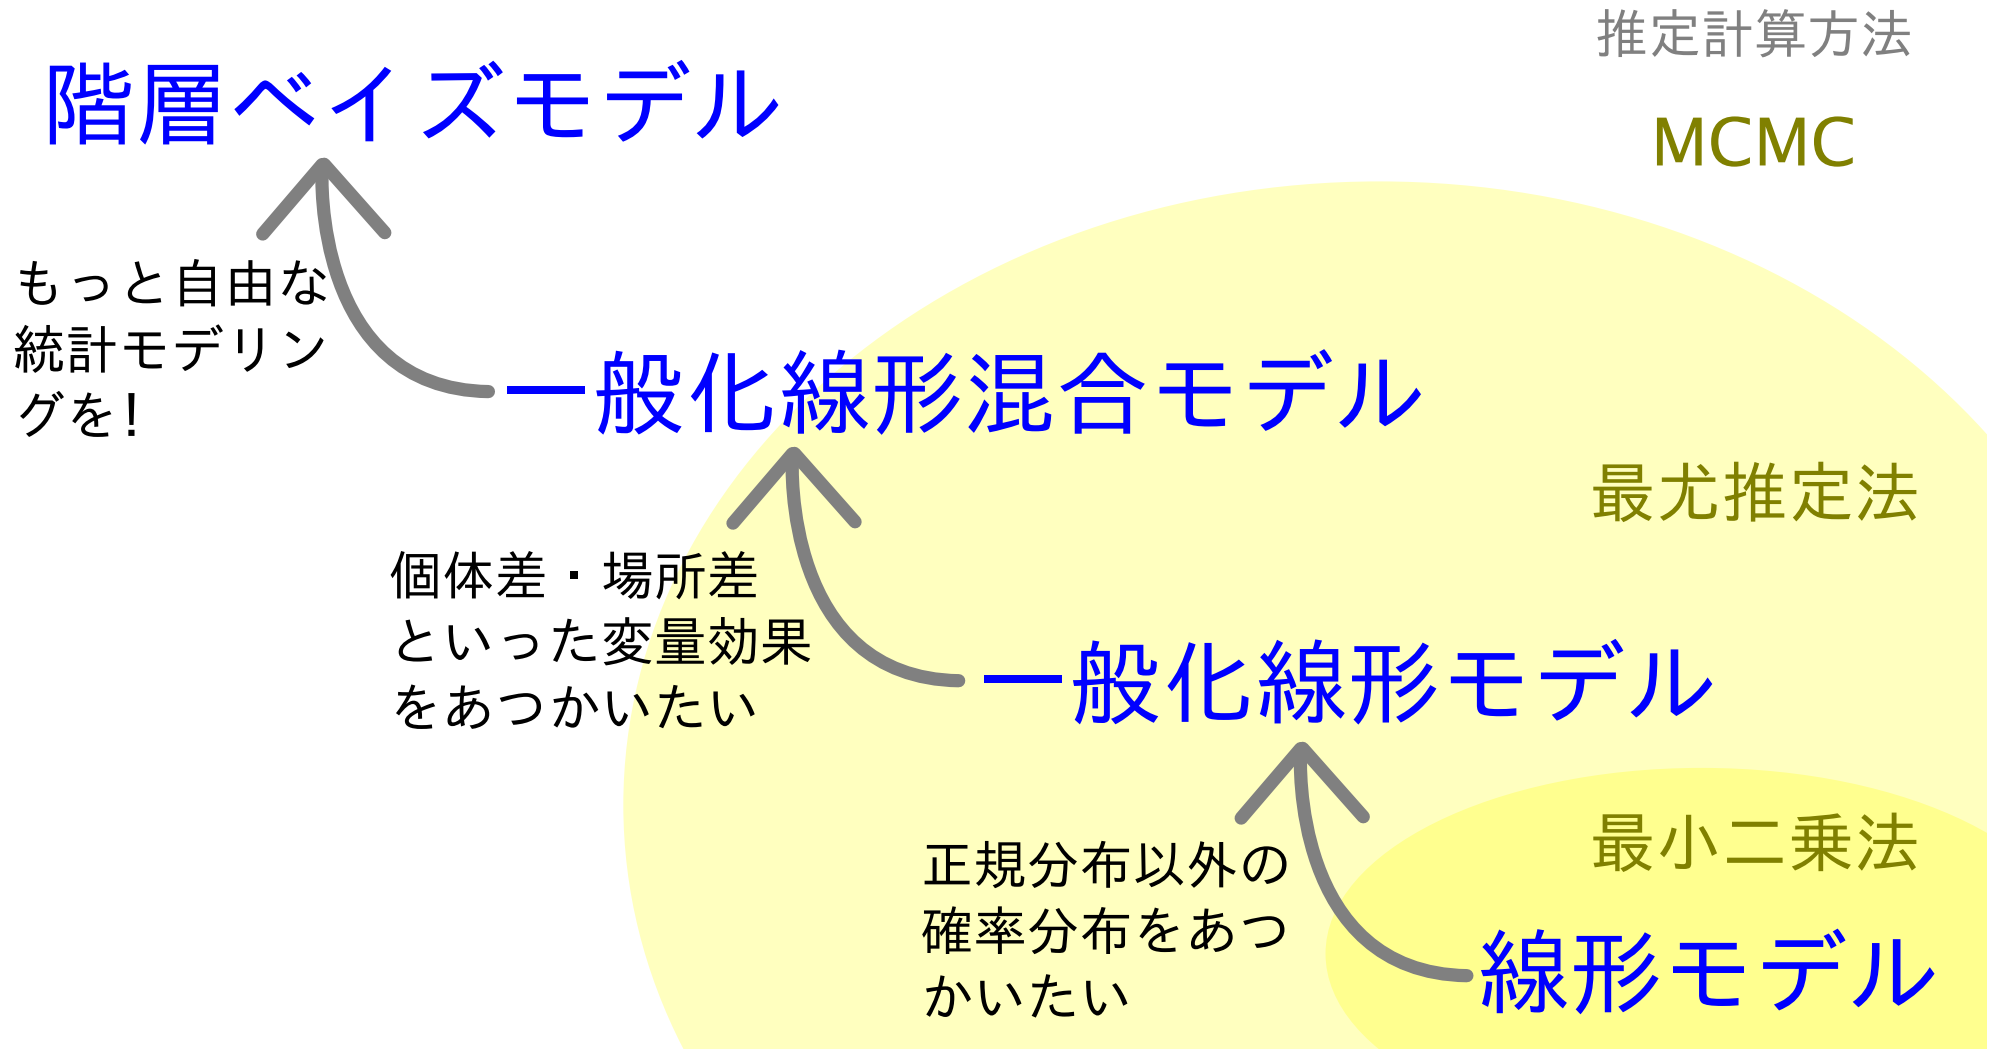 推定計算方法
階層ベイズモデル
MCMC
もっと自由な
統計モデリン
グを!
一般化線形混合モデル
最尤推定法
個体差・場所差
といった変量効果
をあつかいたい
一般化線形モデル
最小二乗法
正規分布以外の
確率分布をあつ
かいたい
線形モデル